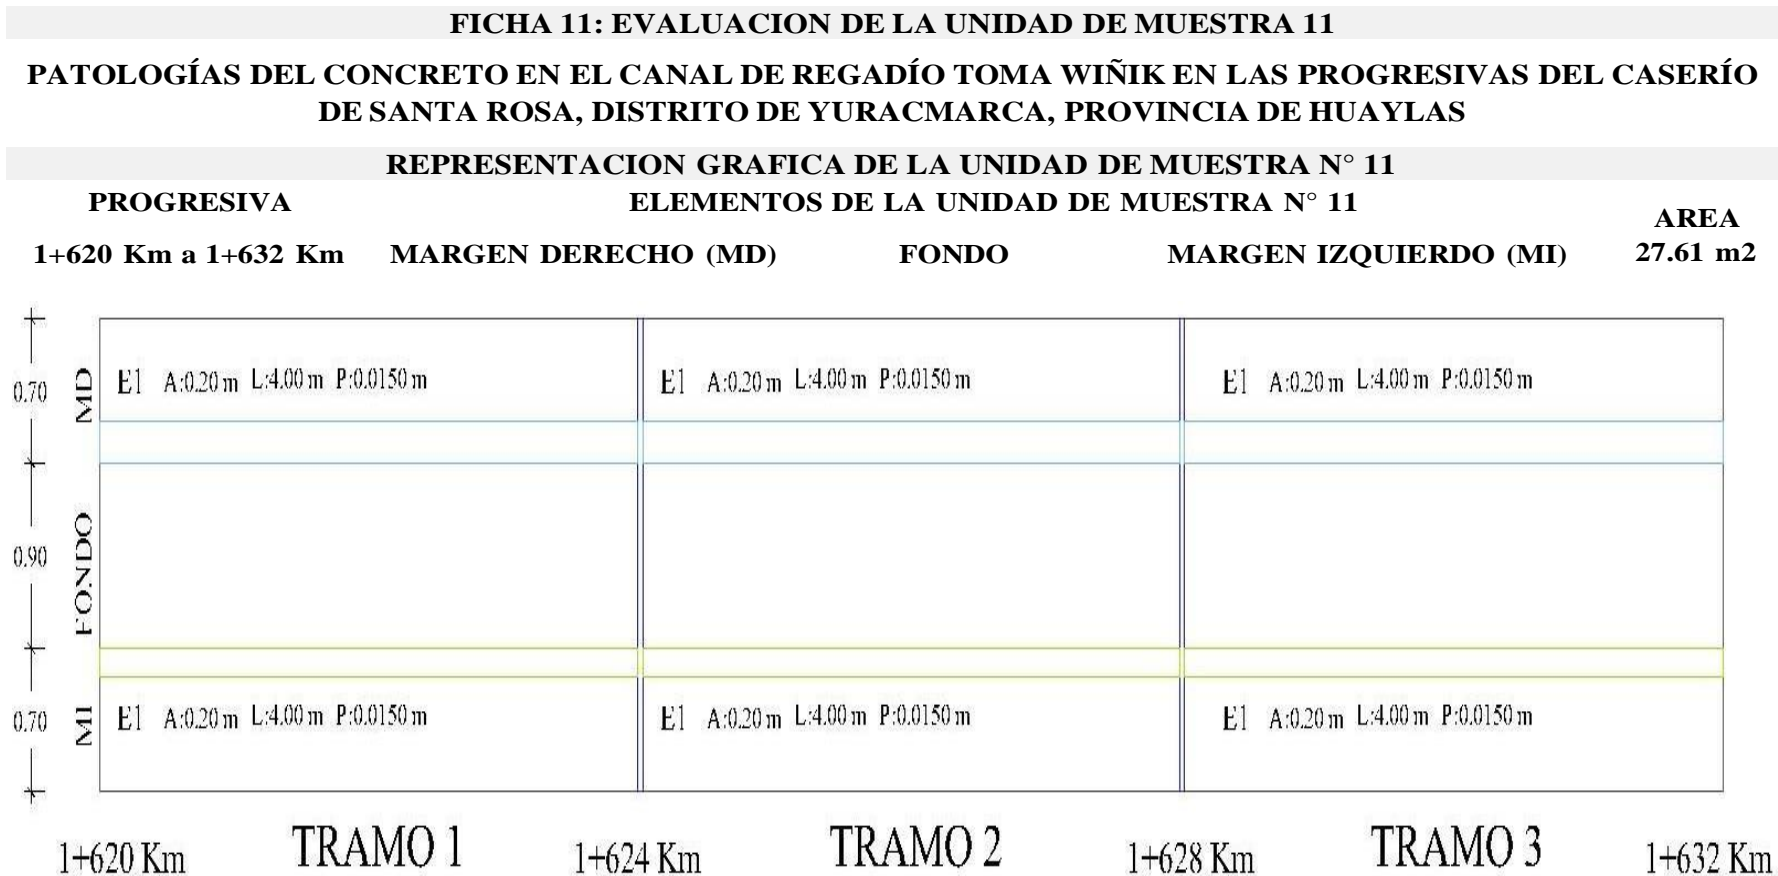 FICHA 11: EVALUACION DE LA UNIDAD DE MUESTRA 11
PATOLOGÍAS DEL CONCRETO EN EL CANAL DE REGADÍO TOMA WIÑIK EN LAS PROGRESIVAS DEL CASERÍO
DE SANTA ROSA, DISTRITO DE YURACMARCA, PROVINCIA DE HUAYLAS
REPRESENTACION GRAFICA DE LA UNIDAD DE MUESTRA N° 11
PROGRESIVA ELEMENTOS DE LA UNIDAD DE MUESTRA N° 11 AREA
1+620 Km a 1+632 Km MARGEN DERECHO (MD) FONDO MARGEN IZQUIERDO (MI) 27.61 m2
0.70 MD E1 A:0.20 m L:4.00 m P:0.0150 m E1 A:0.20 m L:4.00 m P:0.0150 m E1 A:0.20 m L:4.00 m P:0.0150 m
0.90 FONDO
0.70 MI E1 A:0.20 m L:4.00 m P:0.0150 m E1 A:0.20 m L:4.00 m P:0.0150 m E1 A:0.20 m L:4.00 m P:0.0150 m
1+620 Km TRAMO 1 1+624 Km TRAMO 2 1+628 Km TRAMO 3 1+632 Km